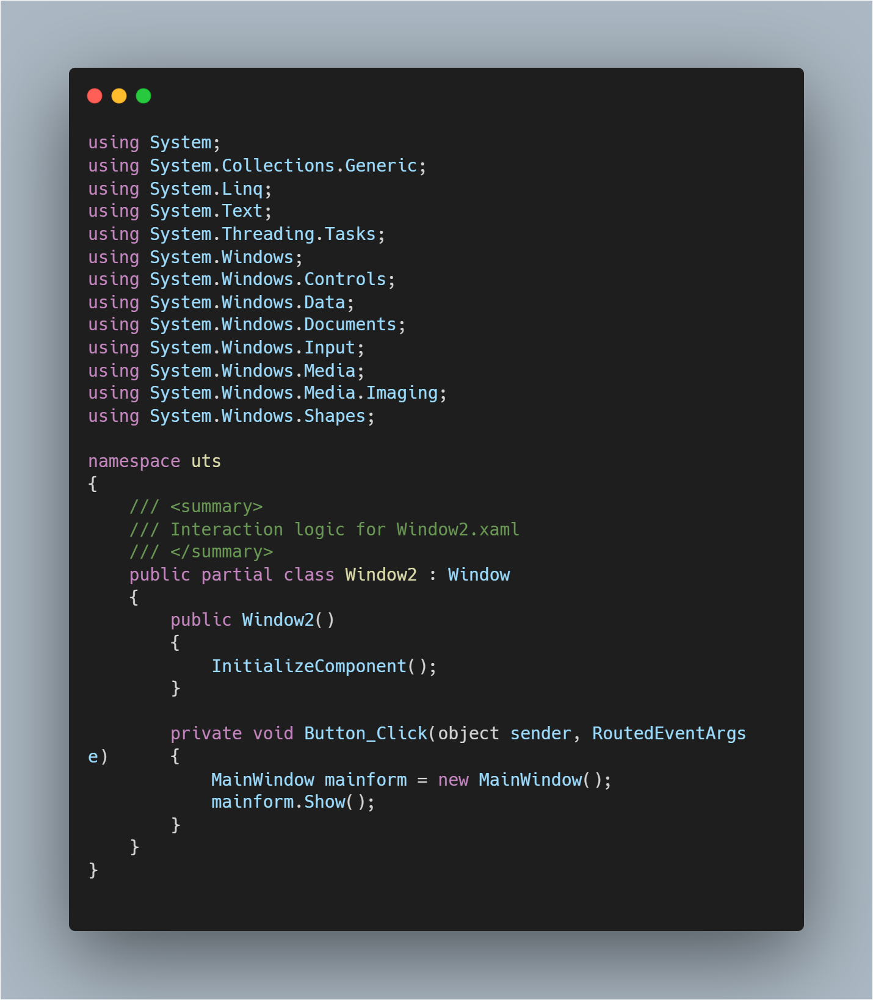 using System;
using System.Collections.Generic;
using System.Linq;
using System.Text;
using System.Threading.Tasks;
using System.Windows;
using System.Windows.Controls;
using System.Windows.Data;
using System.Windows.Documents;
using System.Windows.Input;
using System.Windows.Media;
using System.Windows.Media.Imaging;
using System.Windows.Shapes;

namespace uts
{
    /// <summary>
    /// Interaction logic for Window2.xaml
    /// </summary>
    public partial class Window2 : Window
    {
        public Window2()
        {
            InitializeComponent();
        }

        private void Button_Click(object sender, RoutedEventArgs
e)      {
            MainWindow mainform = new MainWindow();
            mainform.Show();
        }
    }
}